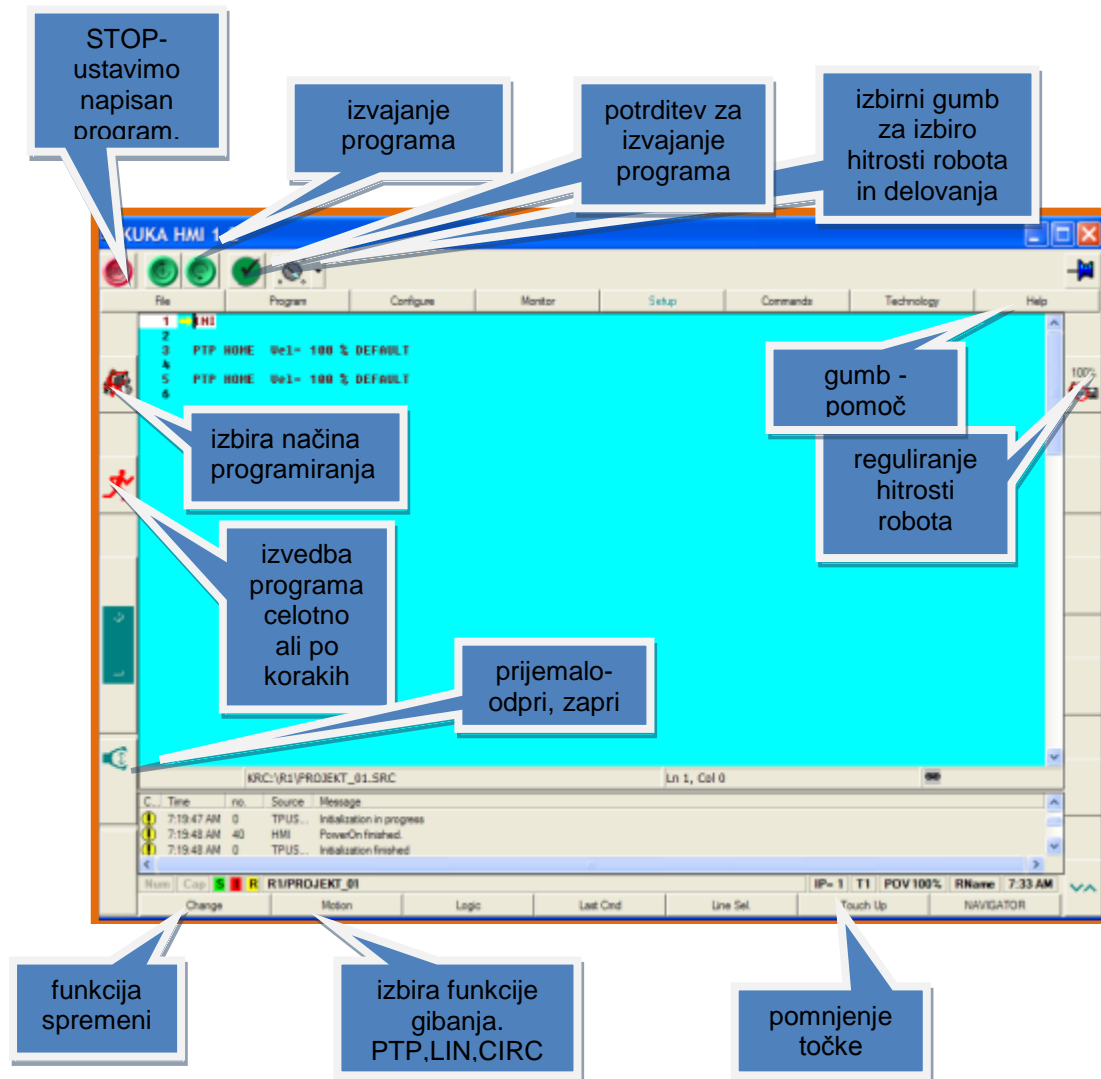 STOP-
ustavimo
napisan
program.
izvajanje
programa
potrditev za
izvajanje
programa
izbirni gumb
za izbiro
hitrosti robota
in delovanja
KUKA HMI 1
File Program Configure Monitor Setup Commands Technology Help
1 INI
2
3 PTP HOME Vel= 100 % DEFAULT
4
5 PTP HOME Vel= 100 % DEFAULT
6
100%
gumb -
pomoč
izbira načina
programiranja
reguliranje
hitrosti
robota
izvedba
programa
celotno
ali po
korakih
prijemalo-
odpri, zapri
KRC:\R1\PROJEKT_01.SRC Ln 1, Col 0
C... Time no. Source Message
7:19:47 AM 0 TPUS... Initialization in progress
7:19:48 AM 40 HMI PowerOn finished.
7:19:48 AM 0 TPUS... Initialization finished
Num Cap S I R R1/PROJEKT_01 IP= 1 T1 POV 100% RName 7:33 AM
Change Motion Logic Last Cmd Line Sel. Touch Up NAVIGATOR
funkcija
spremeni
izbira funkcije
gibanja.
PTP,LIN,CIRC
pomnjenje
točke